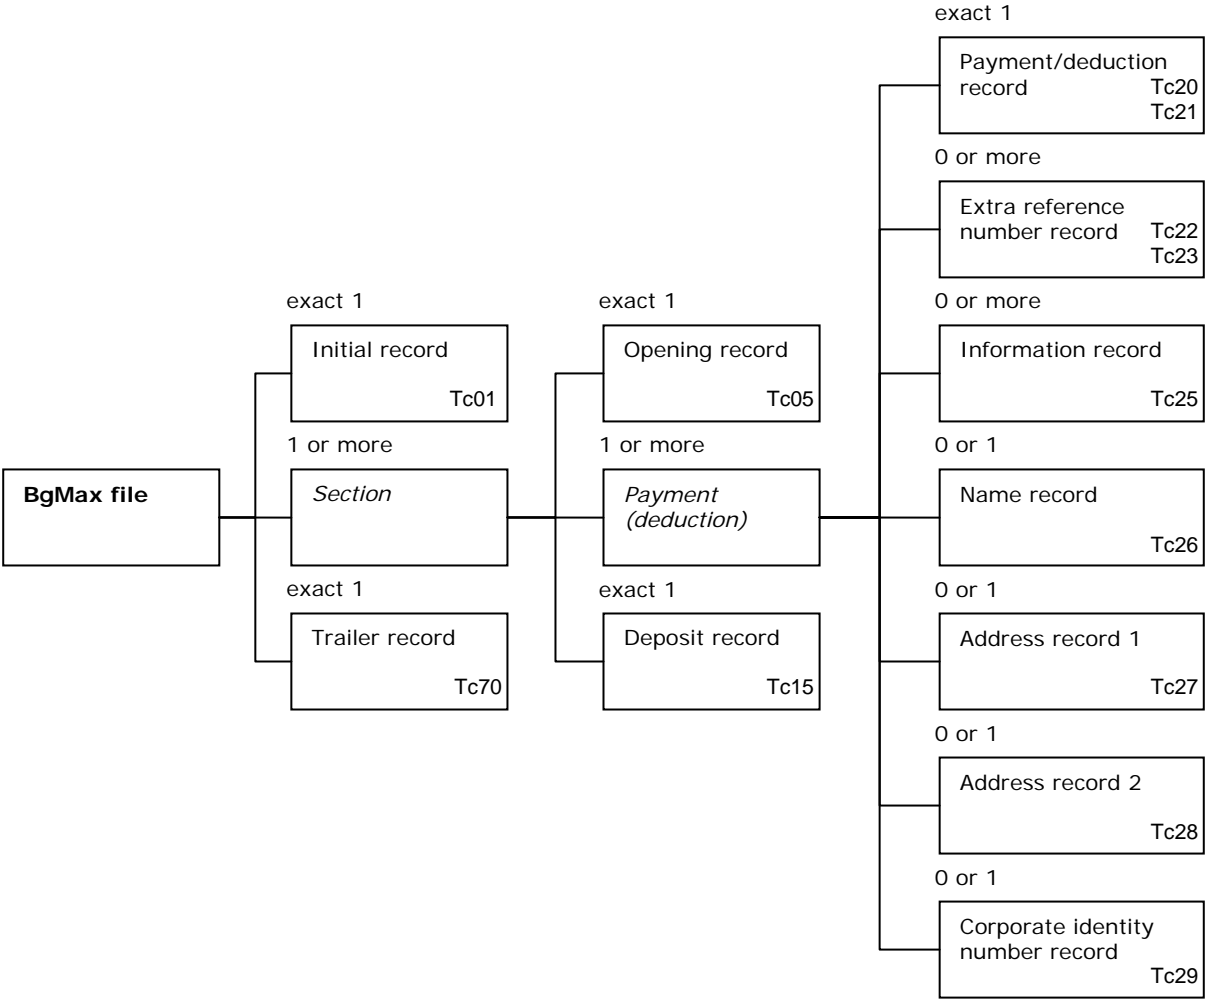 exact 1
Payment/deduction
record Tc20
Tc21
0 or more
Extra reference
number record Tc22
Tc23
exact 1
exact 1
0 or more
Initial record
Tc01
Opening record
Tc05
Information record
Tc25
1 or more
1 or more
0 or 1
BgMax file
Section
Payment
(deduction)
Name record
Tc26
exact 1
exact 1
0 or 1
Trailer record
Tc70
Deposit record
Tc15
Address record 1
Tc27
0 or 1
Address record 2
Tc28
0 or 1
Corporate identity
number record
Tc29